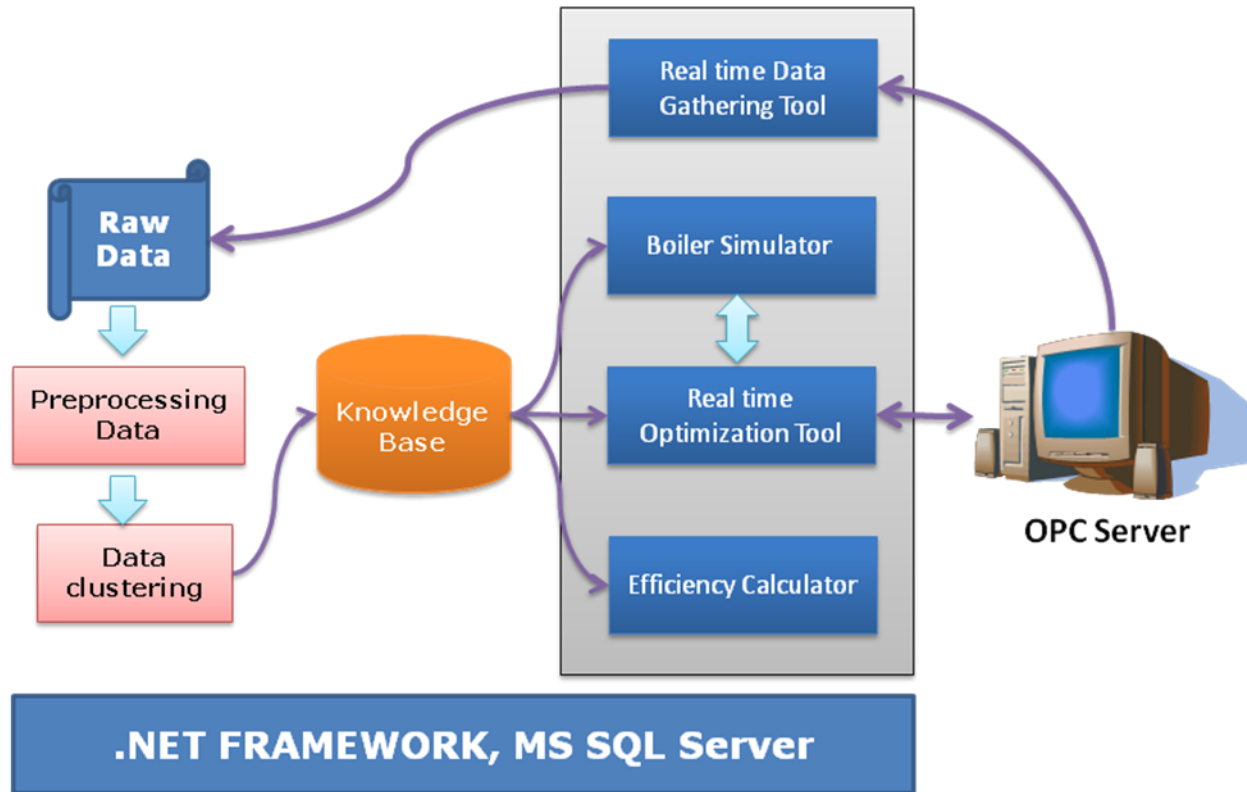 Real time Data
Gathering Tool
Raw
Data
Boiler Simulator
Preprocessing
Data
Knowledge
Base
Real time
Optimization Tool
OPC Server
Data
clustering
Efficiency Calculator
.NET FRAMEWORK, MS SQL Server